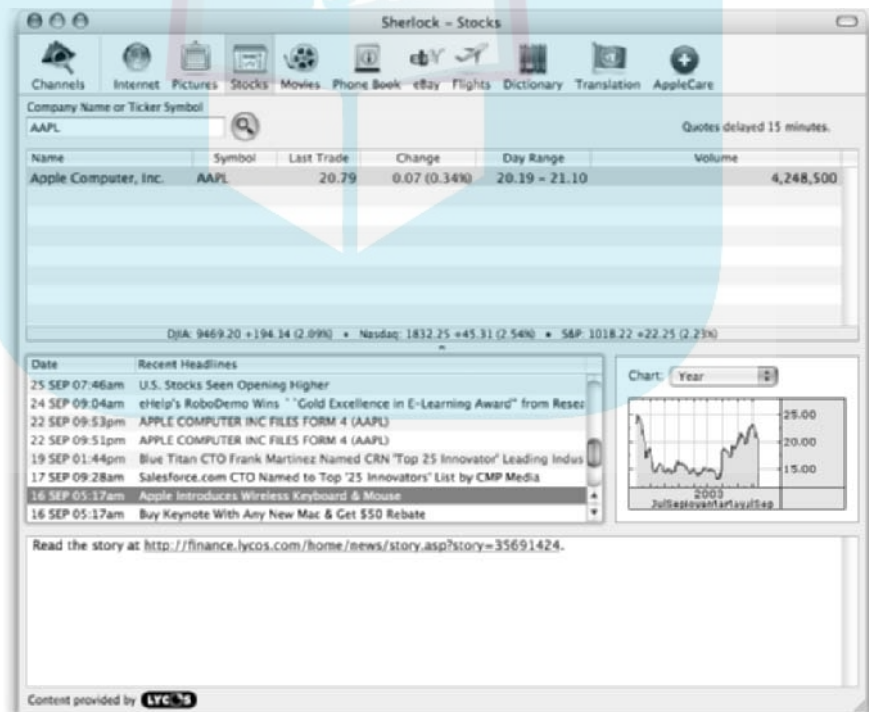 Sherlock – Stocks
Channels Internet Pictures Stocks Movies Phone Book eBay Flights Dictionary Translation AppleCare
Company Name or Ticker Symbol
AAPL
Quotes delayed 15 minutes.
Name Symbol Last Trade Change Day Range Volume
Apple Computer, Inc. AAPL 20.79 0.07 (0.34%) 20.19 – 21.10 4,248,500
DJIA: 9469.20 +194.14 (2.09%) • Nasdaq: 1832.25 +45.31 (2.54%) • S&P: 1018.22 +22.25 (2.23%)
Date Recent Headlines
25 SEP 07:46am U.S. Stocks Seen Opening Higher
24 SEP 09:04am eHelp's RoboDemo Wins ``Gold Excellence in E-Learning Award" from Resea
22 SEP 09:53pm APPLE COMPUTER INC FILES FORM 4 (AAPL)
22 SEP 09:51pm APPLE COMPUTER INC FILES FORM 4 (AAPL)
19 SEP 01:44pm Blue Titan CTO Frank Martinez Named CRN 'Top 25 Innovator' Leading Indus
17 SEP 09:28am Salesforce.com CTO Named to Top '25 Innovators' List by CMP Media
16 SEP 05:17am Apple Introduces Wireless Keyboard & Mouse
16 SEP 05:17am Buy Keynote With Any New Mac & Get $50 Rebate
Chart: Year
25.00
20.00
15.00
2003
Read the story at http://finance.lycos.com/home/news/story.asp?story=35691424.
Content provided by LYCOS